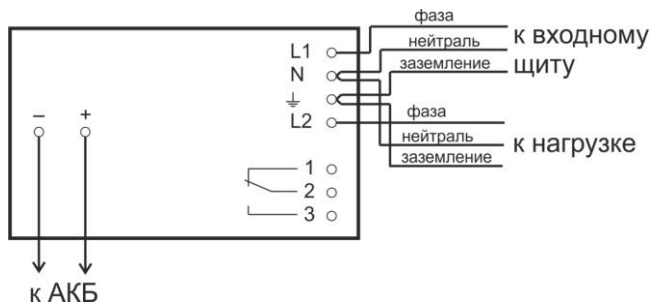 фаза
L1
нейтраль
к входному
N
заземление
щиту
L2
фаза
нейтраль
к нагрузке
заземление
– +
1
2
3
к АКБ